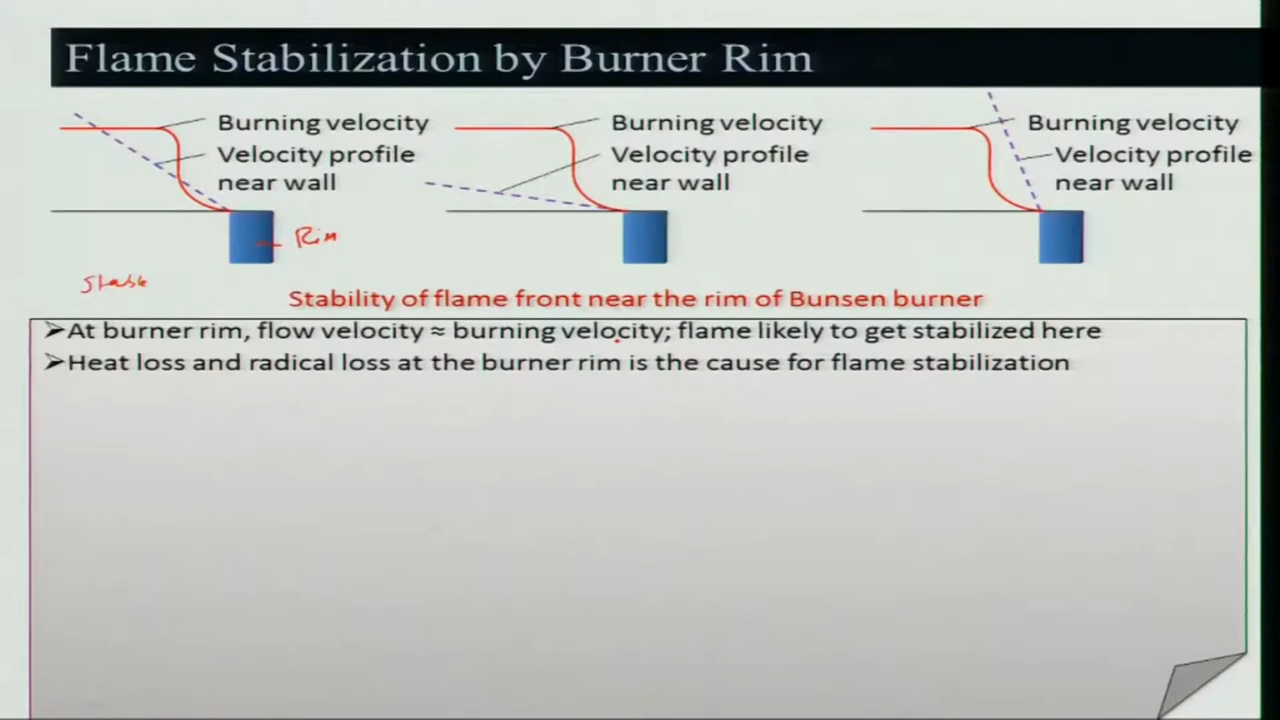 Flame Stabilization by Burner Rim
Burning velocity
Velocity profile
near wall
Burning velocity
Velocity profile
near wall
Burning velocity
Velocity profile
near wall
Rim
Stable
Stability of flame front near the rim of Bunsen burner
➢At burner rim, flow velocity ≈ burning velocity; flame likely to get stabilized here
➢Heat loss and radical loss at the burner rim is the cause for flame stabilization